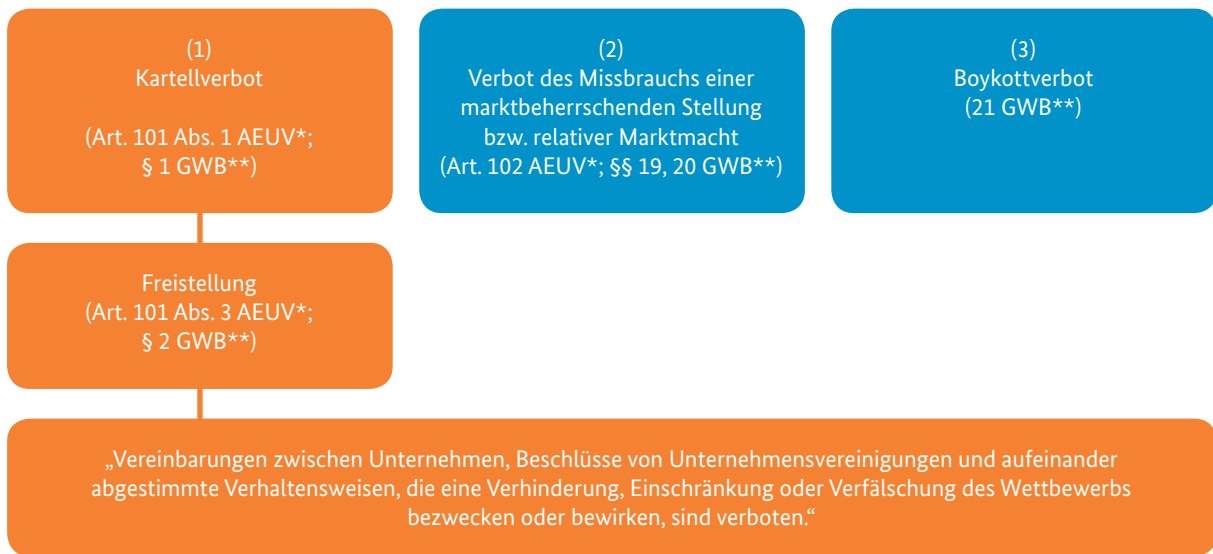 (1)
Kartellverbot
(Art. 101 Abs. 1 AEUV*;
§ 1 GWB**)
(2)
Verbot des Missbrauchs einer
marktbeherrschenden Stellung
bzw. relativer Marktmacht
(Art. 102 AEUV*; §§ 19, 20 GWB**)
(3)
Boykottverbot
(21 GWB**)
Freistellung
(Art. 101 Abs. 3 AEUV*;
§ 2 GWB**)
„Vereinbarungen zwischen Unternehmen, Beschlüsse von Unternehmensvereinigungen und aufeinander
abgestimmte Verhaltensweisen, die eine Verhinderung, Einschränkung oder Verfälschung des Wettbewerbs
bezwecken oder bewirken, sind verboten.“